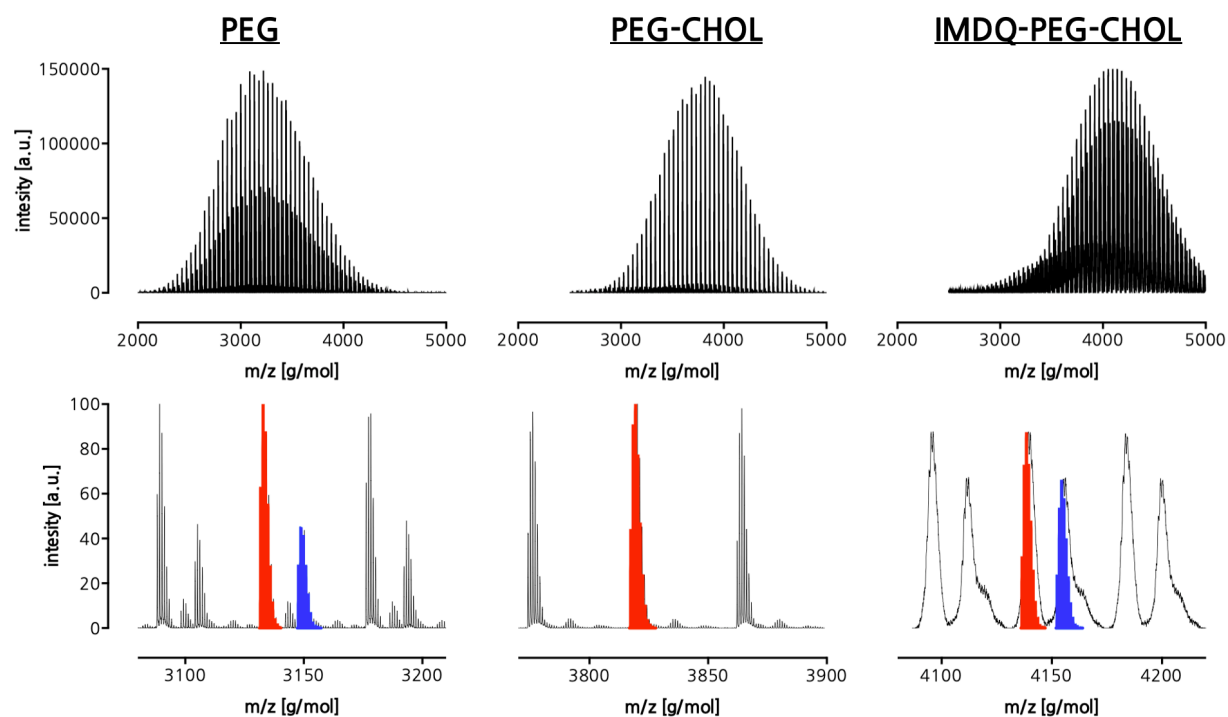 PEG PEG-CHOL IMDQ-PEG-CHOL
intesity [a.u.]
150000
100000
50000
0
2000 3000 4000 5000
m/z [g/mol]
2000 3000 4000 5000
m/z [g/mol]
2000 3000 4000 5000
m/z [g/mol]
intesity [a.u.]
100
80
60
40
20
0
3100 3150 3200
m/z [g/mol]
3800 3850 3900
m/z [g/mol]
4100 4150 4200
m/z [g/mol]